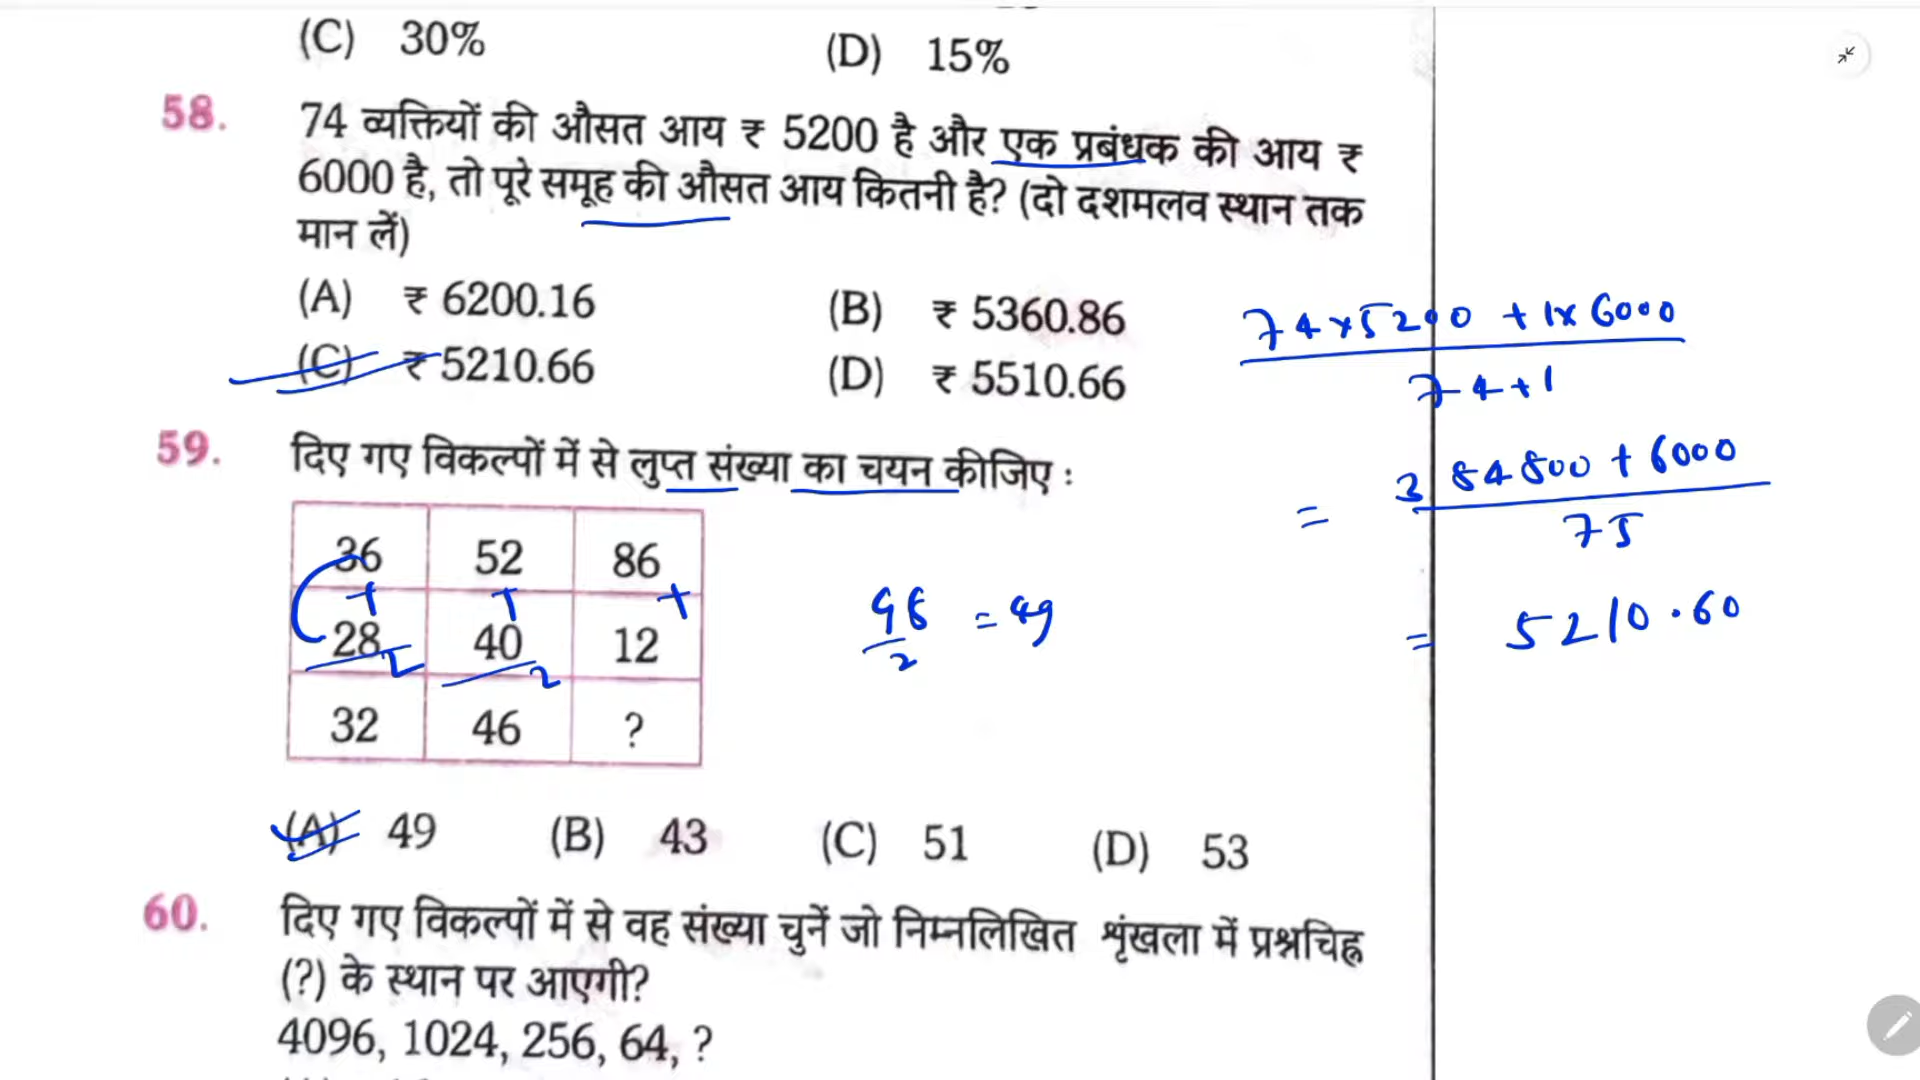 (C) 30% (D) 15%
58. 74 व्यक्तियों की औसत आय ₹ 5200 है और एक प्रबंधक की आय ₹
6000 है, तो पूरे समूह की औसत आय कितनी है? (दो दशमलव स्थान तक
मान लें)
(A) ₹ 6200.16 (B) ₹ 5360.86
(C) ₹ 5210.66 (D) ₹ 5510.66
74×5200 + 1×6000
74+1
= 384800 + 6000
75
= 5210.60
59. दिए गए विकल्पों में से लुप्त संख्या का चयन कीजिए :
36 52 86
+ + +
28 40 12
2 2
32 46 ?
98 = 49
2
(A) 49 (B) 43 (C) 51 (D) 53
60. दिए गए विकल्पों में से वह संख्या चुनें जो निम्नलिखित शृंखला में प्रश्नचिह्न
(?) के स्थान पर आएगी?
4096, 1024, 256, 64, ?